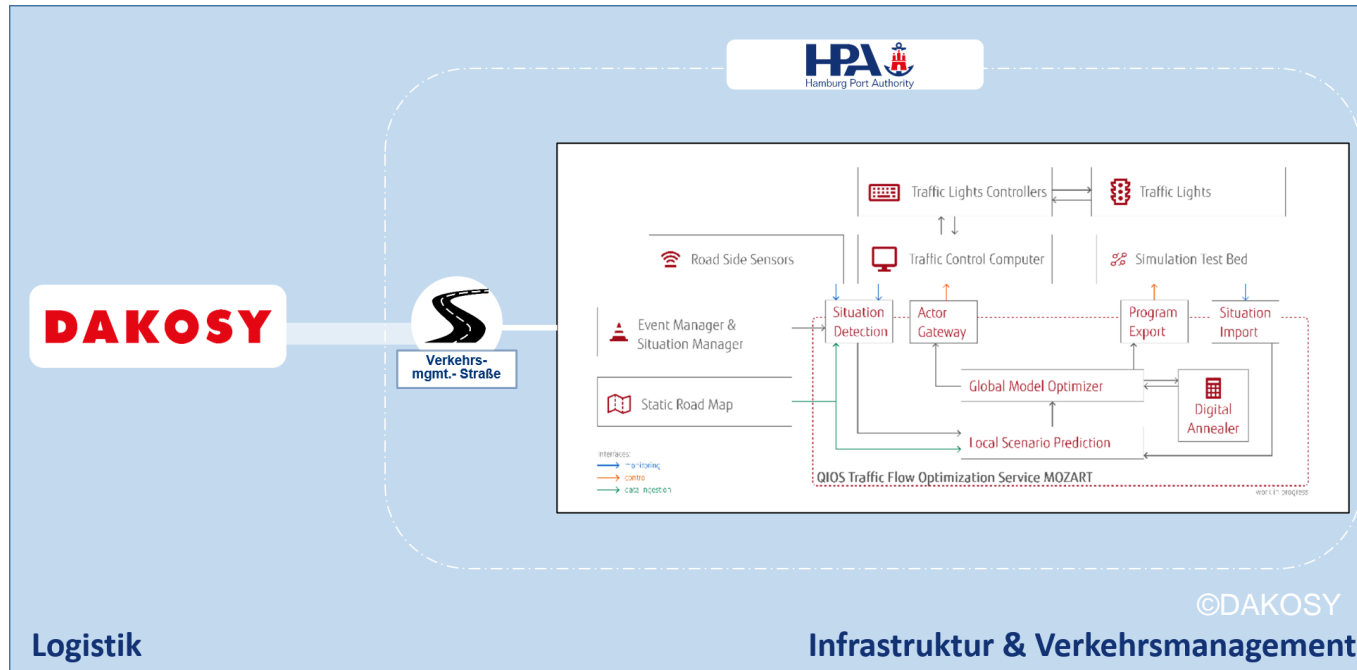 HPA
Hamburg Port Authority
Traffic Lights Controllers
Traffic Lights
Road Side Sensors
Traffic Control Computer
Simulation Test Bed
DAKOSY
Verkehrs-
mgmt.- Straße
Event Manager &
Situation Manager
Situation
Detection
Actor
Gateway
Program
Export
Situation
Import
Static Road Map
Global Model Optimizer
Digital
Annealer
Local Scenario Prediction
interfaces:
monitoring
control
data ingestion
QIOS Traffic Flow Optimization Service MOZART
work in progress
©DAKOSY
Logistik
Infrastruktur & Verkehrsmanagement